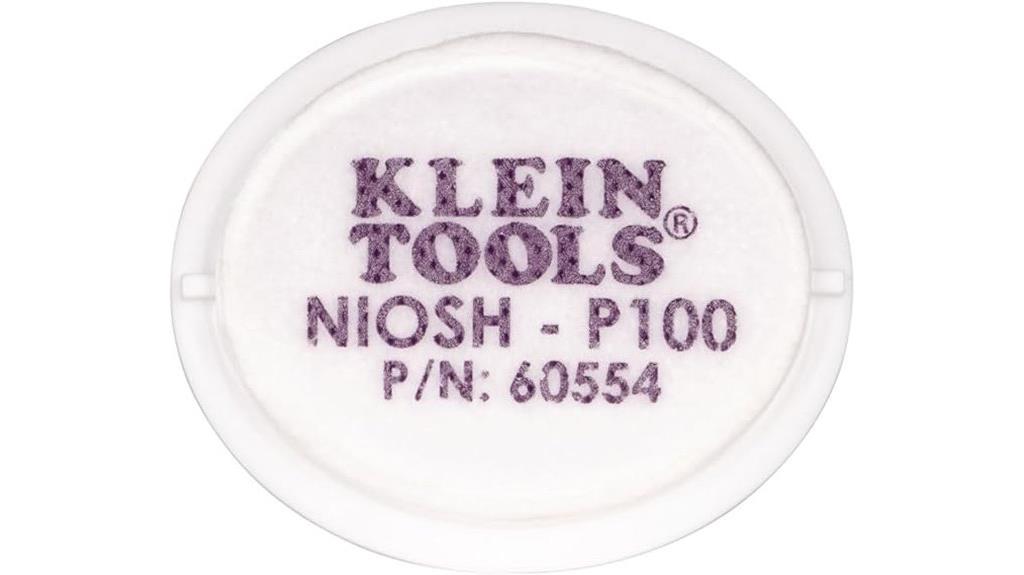 KLEIN
TOOLS®
NIOSH - P100
P/N: 60554